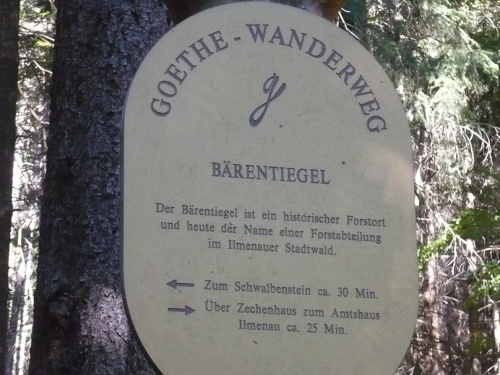 GOETHE-WANDERWEG
g
BÄRENTIEGEL
Der Bärentiegel ist ein historischer Forstort
und heute der Name einer Forstabteilung
im Ilmenauer Stadtwald.
← Zum Schwalbenstein ca. 30 Min.
→ Über Zechenhaus zum Amtshaus
Ilmenau ca. 25 Min.